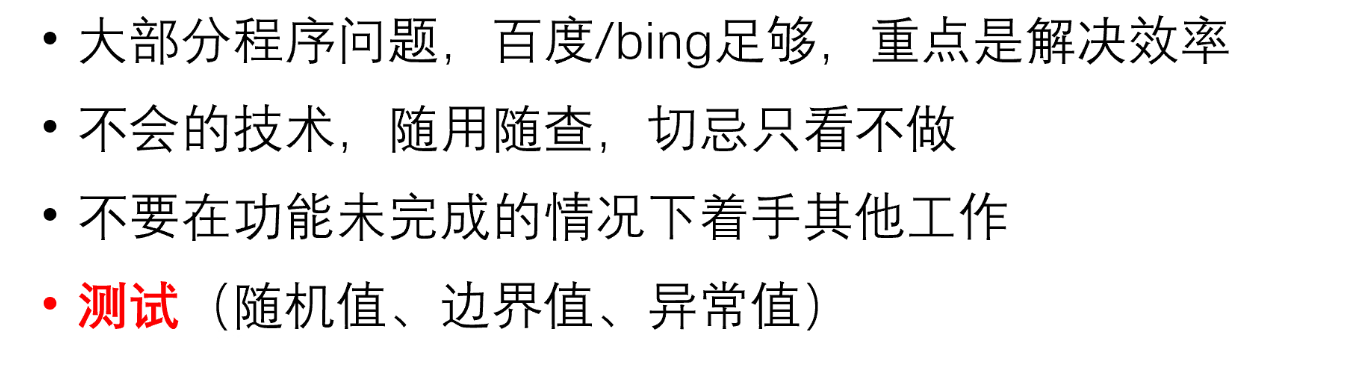 • 大部分程序问题，百度/bing足够，重点是解决效率
• 不会的技术，随用随查，切忌只看不做
• 不要在功能未完成的情况下着手其他工作
• 测试（随机值、边界值、异常值）